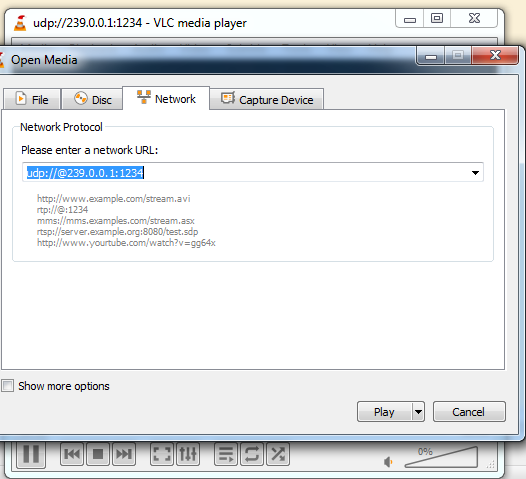 udp://239.0.0.1:1234 - VLC media player
Open Media
File
Disc
Network
Capture Device
Network Protocol
Please enter a network URL:
udp://@239.0.0.1:1234
http://www.example.com/stream.avi
rtp://@:1234
mms://mms.examples.com/stream.asx
rtsp://server.example.org:8080/test.sdp
http://www.yourtube.com/watch?v=gg64x
Show more options
Play
Cancel
0%